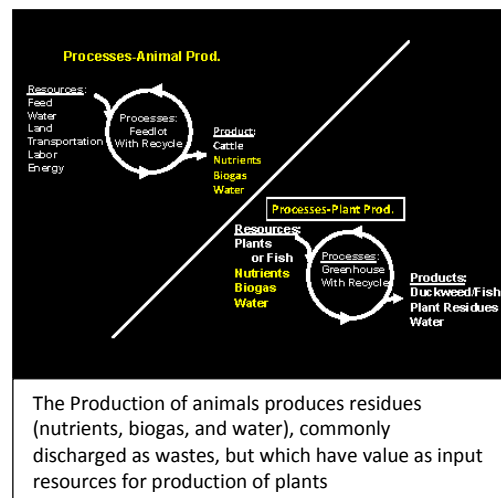 Processes-Animal Prod.
Resources:
Feed
Water
Land
Transportation
Labor
Energy
Processes:
Feedlot
With Recycle
Product:
Cattle
Nutrients
Biogas
Water
Processes-Plant Prod.
Resources:
Plants
or Fish
Nutrients
Biogas
Water
Processes:
Greenhouse
With Recycle
Products:
Duckweed/Fish
Plant Residues
Water
The Production of animals produces residues
(nutrients, biogas, and water), commonly
discharged as wastes, but which have value as input
resources for production of plants